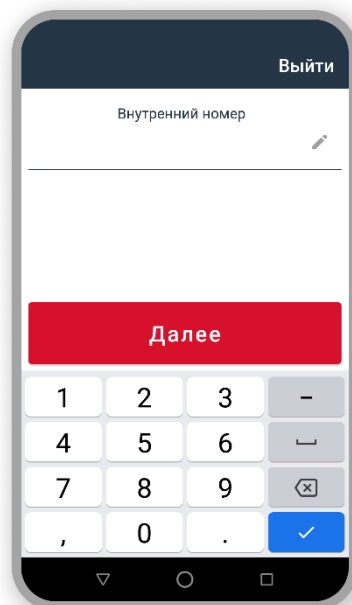 Выйти
Внутренний номер
Далее
1 2 3 -
4 5 6
7 8 9
, 0 .